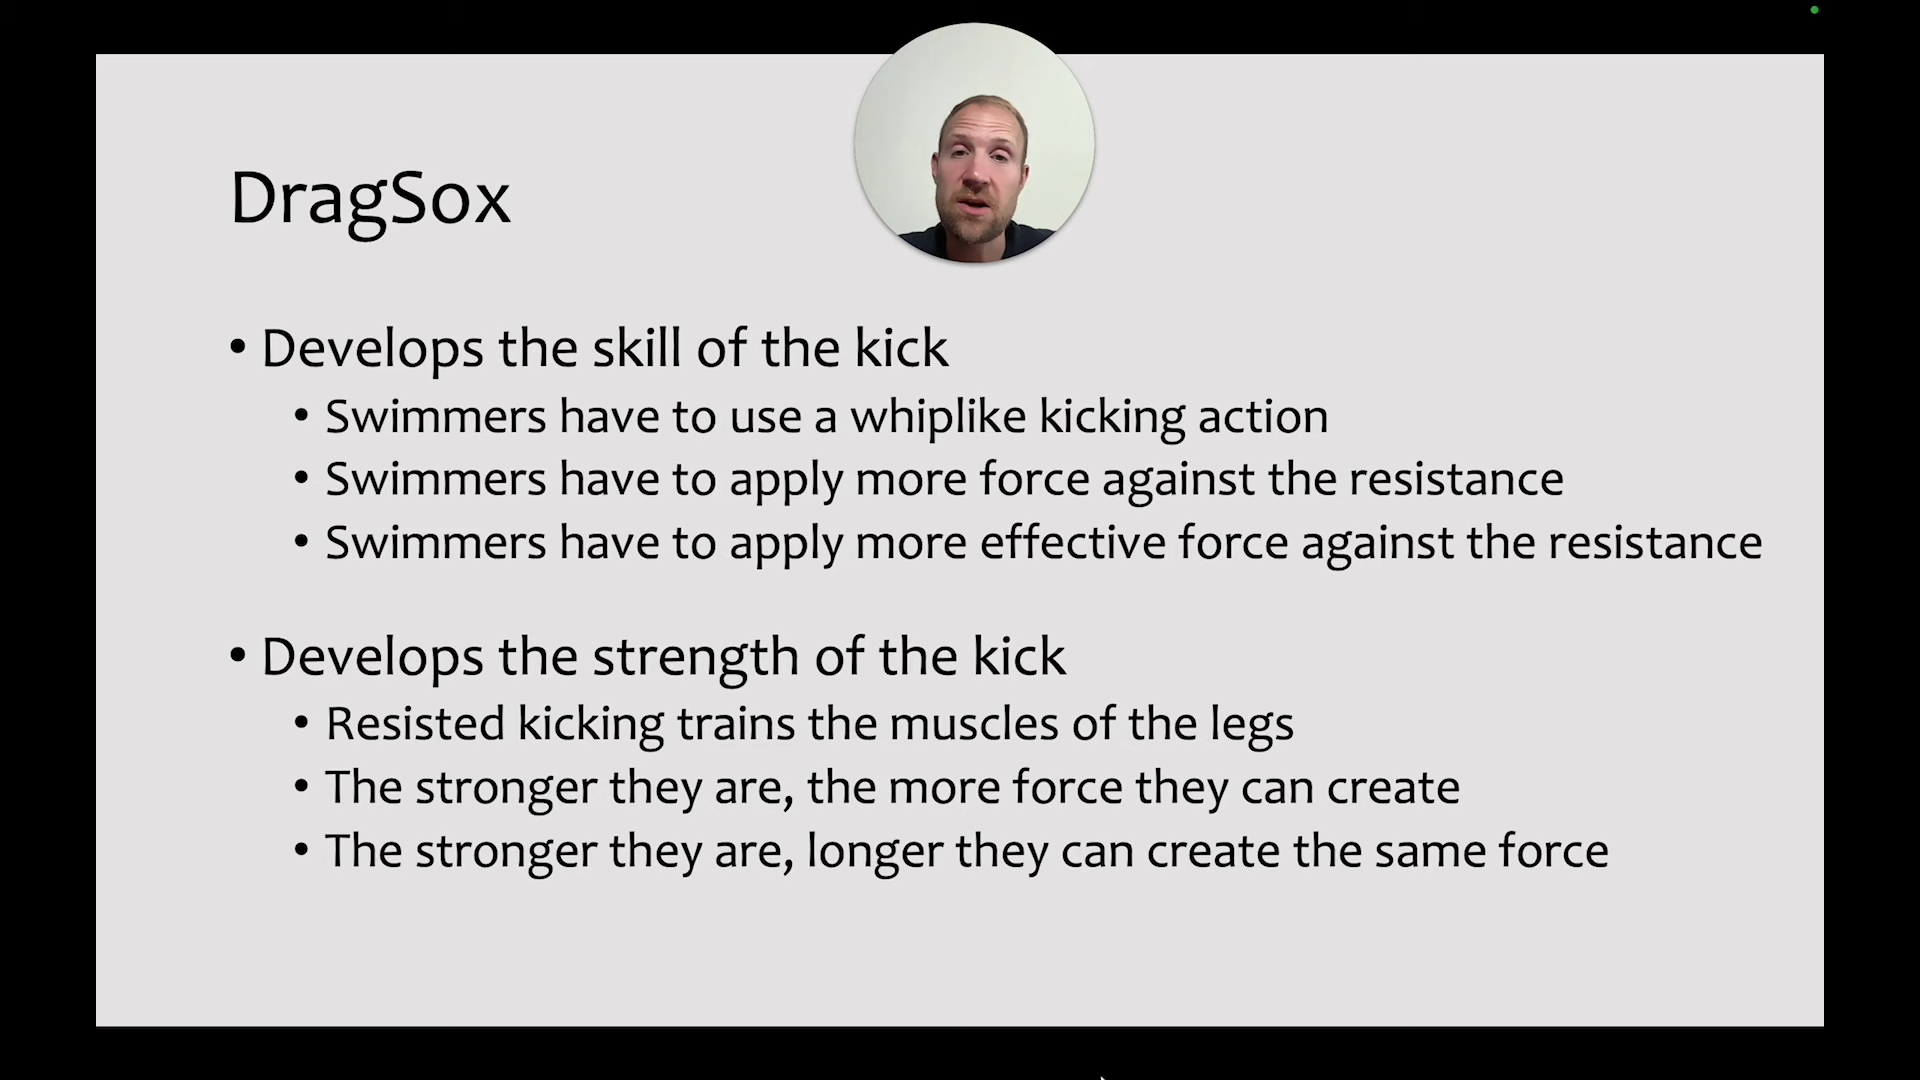 DragSox
• Develops the skill of the kick
• Swimmers have to use a whiplike kicking action
• Swimmers have to apply more force against the resistance
• Swimmers have to apply more effective force against the resistance
• Develops the strength of the kick
• Resisted kicking trains the muscles of the legs
• The stronger they are, the more force they can create
• The stronger they are, longer they can create the same force